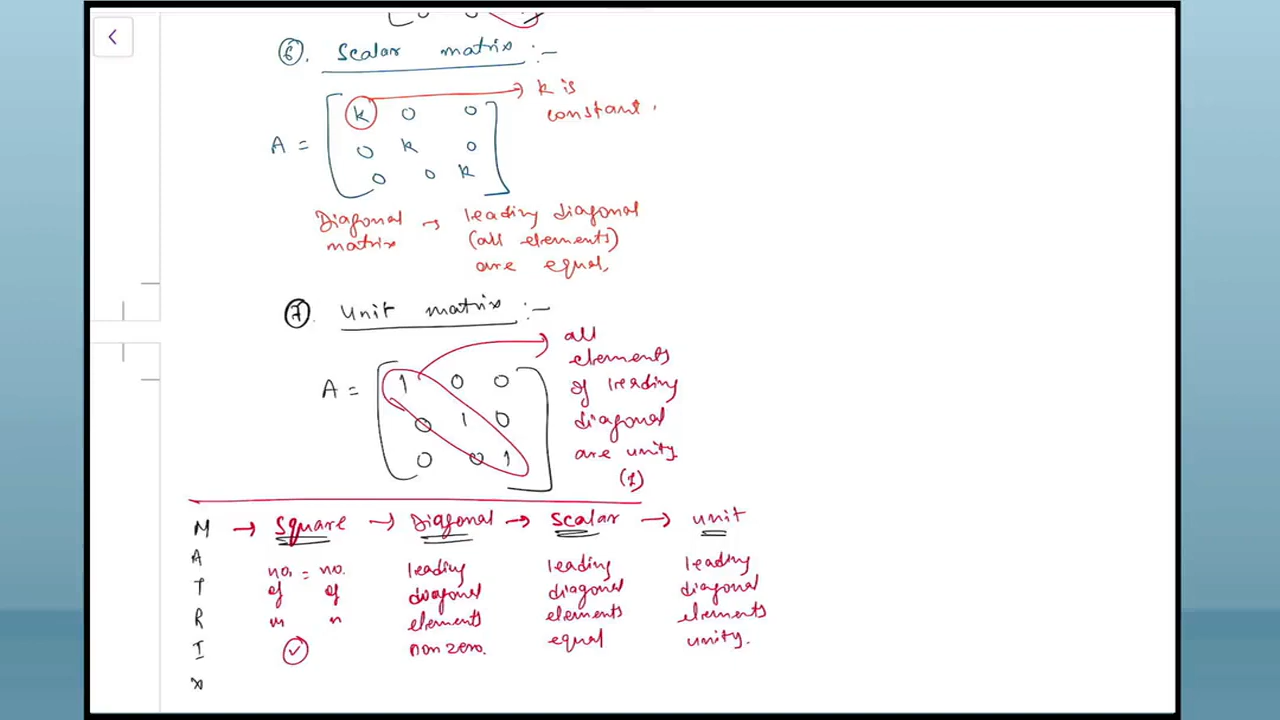 6. Scalar matrix :-
k is
constant.
A = [ k 0 0
0 k 0
0 0 k ]
Diagonal matrix → leading diagonal
(all elements)
are equal,
7. Unit matrix :-
all
elements
of leading
diagonal
are unity
(1)
A = [ 1 0 0
0 1 0
0 0 1 ]
MATRIX → Square → Diagonal → Scalar → unit
no. of m = no. of n
leading
diagonal
elements
non zero.
leading
diagonal
elements
equal
leading
diagonal
elements
unity.